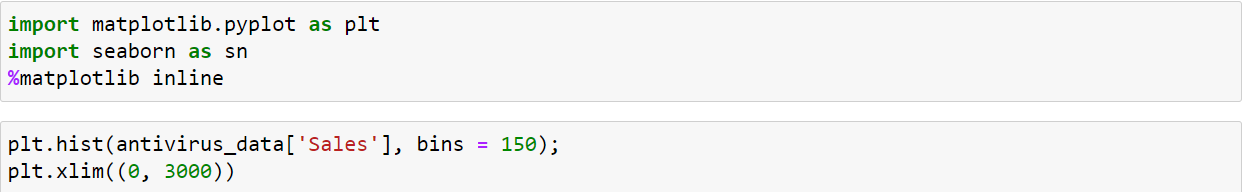 import matplotlib.pyplot as plt
import seaborn as sn
%matplotlib inline
plt.hist(antivirus_data['Sales'], bins = 150);
plt.xlim((0, 3000))